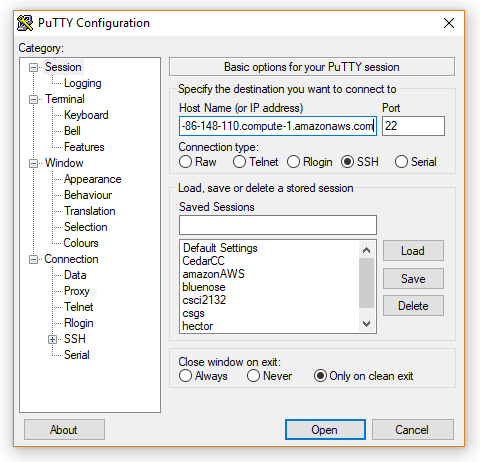 PuTTY Configuration
Category:
Session
Logging
Terminal
Keyboard
Bell
Features
Window
Appearance
Behaviour
Translation
Selection
Colours
Connection
Data
Proxy
Telnet
Rlogin
SSH
Serial
Basic options for your PuTTY session
Specify the destination you want to connect to
Host Name (or IP address) Port
-86-148-110.compute-1.amazonaws.com 22
Connection type:
Raw Telnet Rlogin SSH Serial
Load, save or delete a stored session
Saved Sessions
Default Settings
CedarCC
amazonAWS
bluenose
csci2132
csgs
hector
Load
Save
Delete
Close window on exit:
Always Never Only on clean exit
About Open Cancel